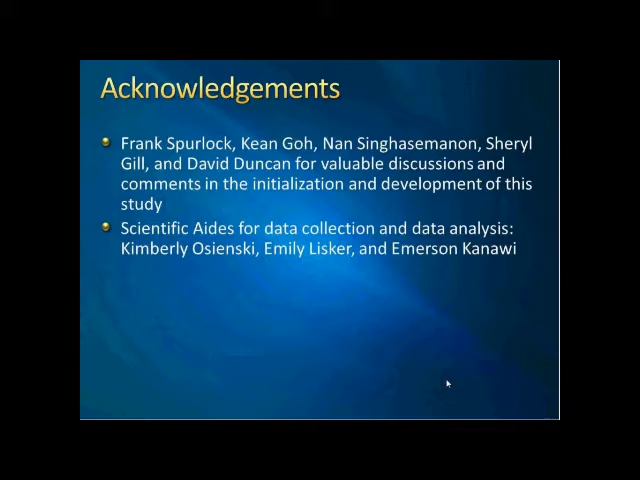 Acknowledgements
Frank Spurlock, Kean Goh, Nan Singhasemanon, Sheryl
Gill, and David Duncan for valuable discussions and
comments in the initialization and development of this
study
Scientific Aides for data collection and data analysis:
Kimberly Osienski, Emily Lisker, and Emerson Kanawi